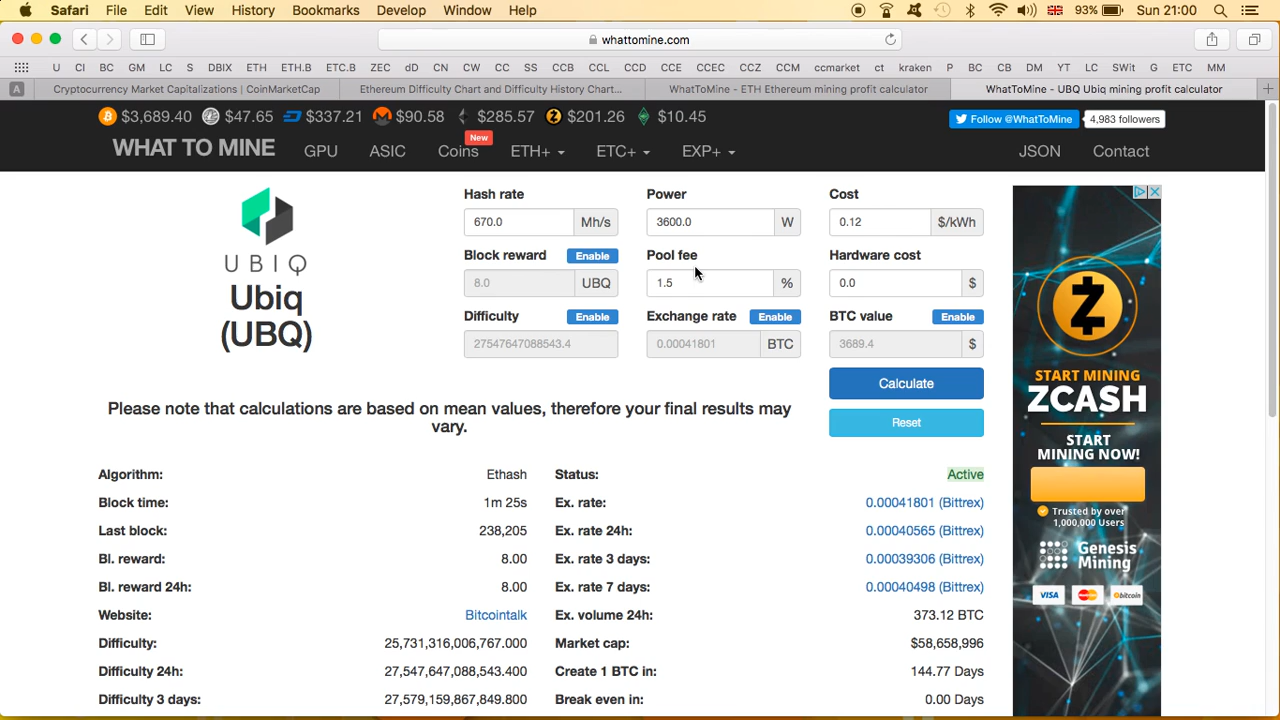 Safari File Edit View History Bookmarks Develop Window Help 93% Sun 21:00
whattomine.com
U CI BC GM LC S DBIX ETH ETH.B ETC.B ZEC dD CN CW CC SS CCB CCL CCD CCE CCEC CCZ CCM ccmarket ct kraken P BC CB DM YT LC SWit G ETC MM
A Cryptocurrency Market Capitalizations | CoinMarketCap Ethereum Difficulty Chart and Difficulty History Chart... WhatToMine - ETH Ethereum mining profit calculator WhatToMine - UBQ Ubiq mining profit calculator
$3,689.40 $47.65 $337.21 $90.58 $285.57 $201.26 $10.45 Follow @WhatToMine 4,983 followers
New
WHAT TO MINE GPU ASIC Coins ETH+ ETC+ EXP+ JSON Contact
Hash rate Power Cost
670.0 Mh/s 3600.0 W 0.12 $/kWh
Block reward Enable Pool fee Hardware cost
8.0 UBQ 1.5 % 0.0 $
Difficulty Enable Exchange rate Enable BTC value Enable
27547647088543.4 0.00041801 BTC 3689.4 $
UBIQ
Ubiq
(UBQ)
Calculate
Reset
Please note that calculations are based on mean values, therefore your final results may
vary.
Algorithm: Ethash Status: Active
Block time: 1m 25s Ex. rate: 0.00041801 (Bittrex)
Last block: 238,205 Ex. rate 24h: 0.00040565 (Bittrex)
Bl. reward: 8.00 Ex. rate 3 days: 0.00039306 (Bittrex)
Bl. reward 24h: 8.00 Ex. rate 7 days: 0.00040498 (Bittrex)
Website: Bitcointalk Ex. volume 24h: 373.12 BTC
Difficulty: 25,731,316,006,767.000 Market cap: $58,658,996
Difficulty 24h: 27,547,647,088,543.400 Create 1 BTC in: 144.77 Days
Difficulty 3 days: 27,579,159,867,849.800 Break even in: 0.00 Days
START MINING
ZCASH
START
MINING NOW!
Trusted by over
1,000,000 Users
Genesis
Mining
VISA MasterCard bitcoin